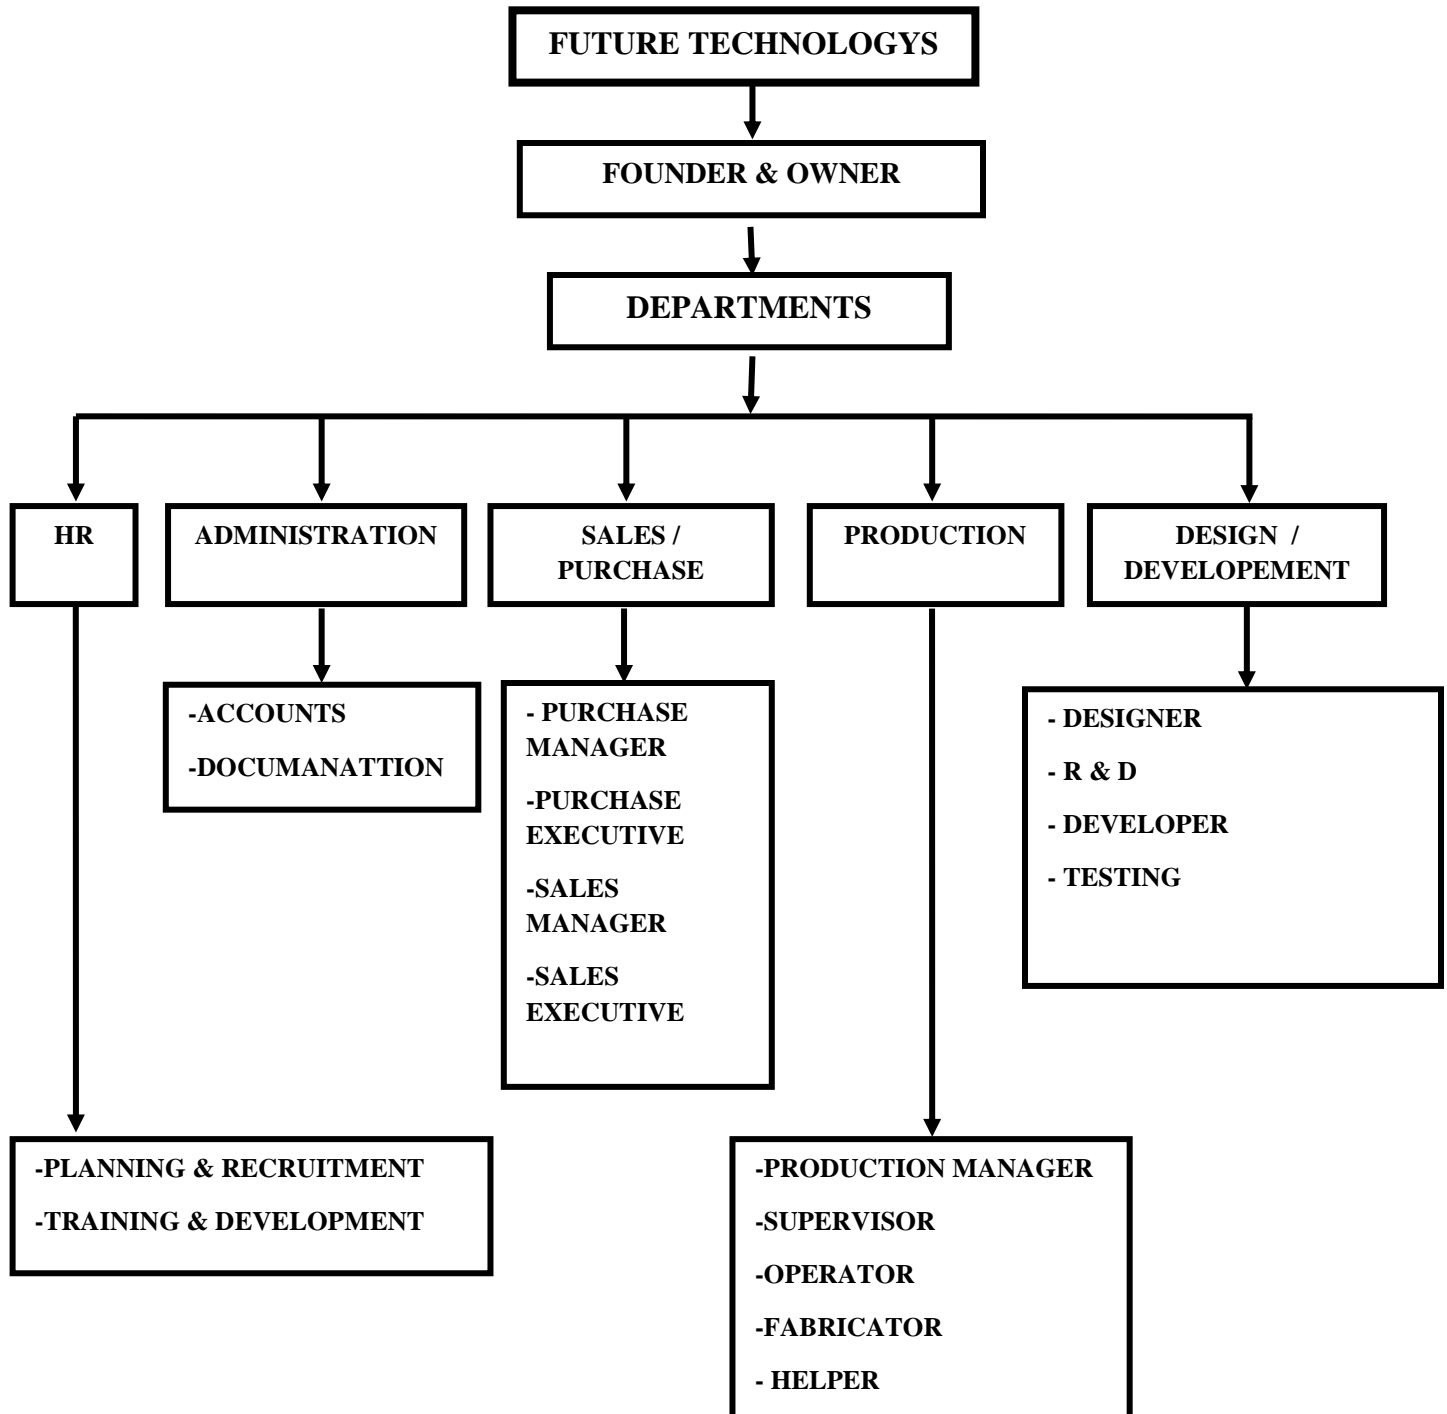 FUTURE TECHNOLOGYS
FOUNDER & OWNER
DEPARTMENTS
HR
ADMINISTRATION
SALES /
PURCHASE
PRODUCTION
DESIGN /
DEVELOPEMENT
-ACCOUNTS
-DOCUMANATTION
- PURCHASE
MANAGER
-PURCHASE
EXECUTIVE
-SALES
MANAGER
-SALES
EXECUTIVE
- DESIGNER
- R & D
- DEVELOPER
- TESTING
-PLANNING & RECRUITMENT
-TRAINING & DEVELOPMENT
-PRODUCTION MANAGER
-SUPERVISOR
-OPERATOR
-FABRICATOR
- HELPER